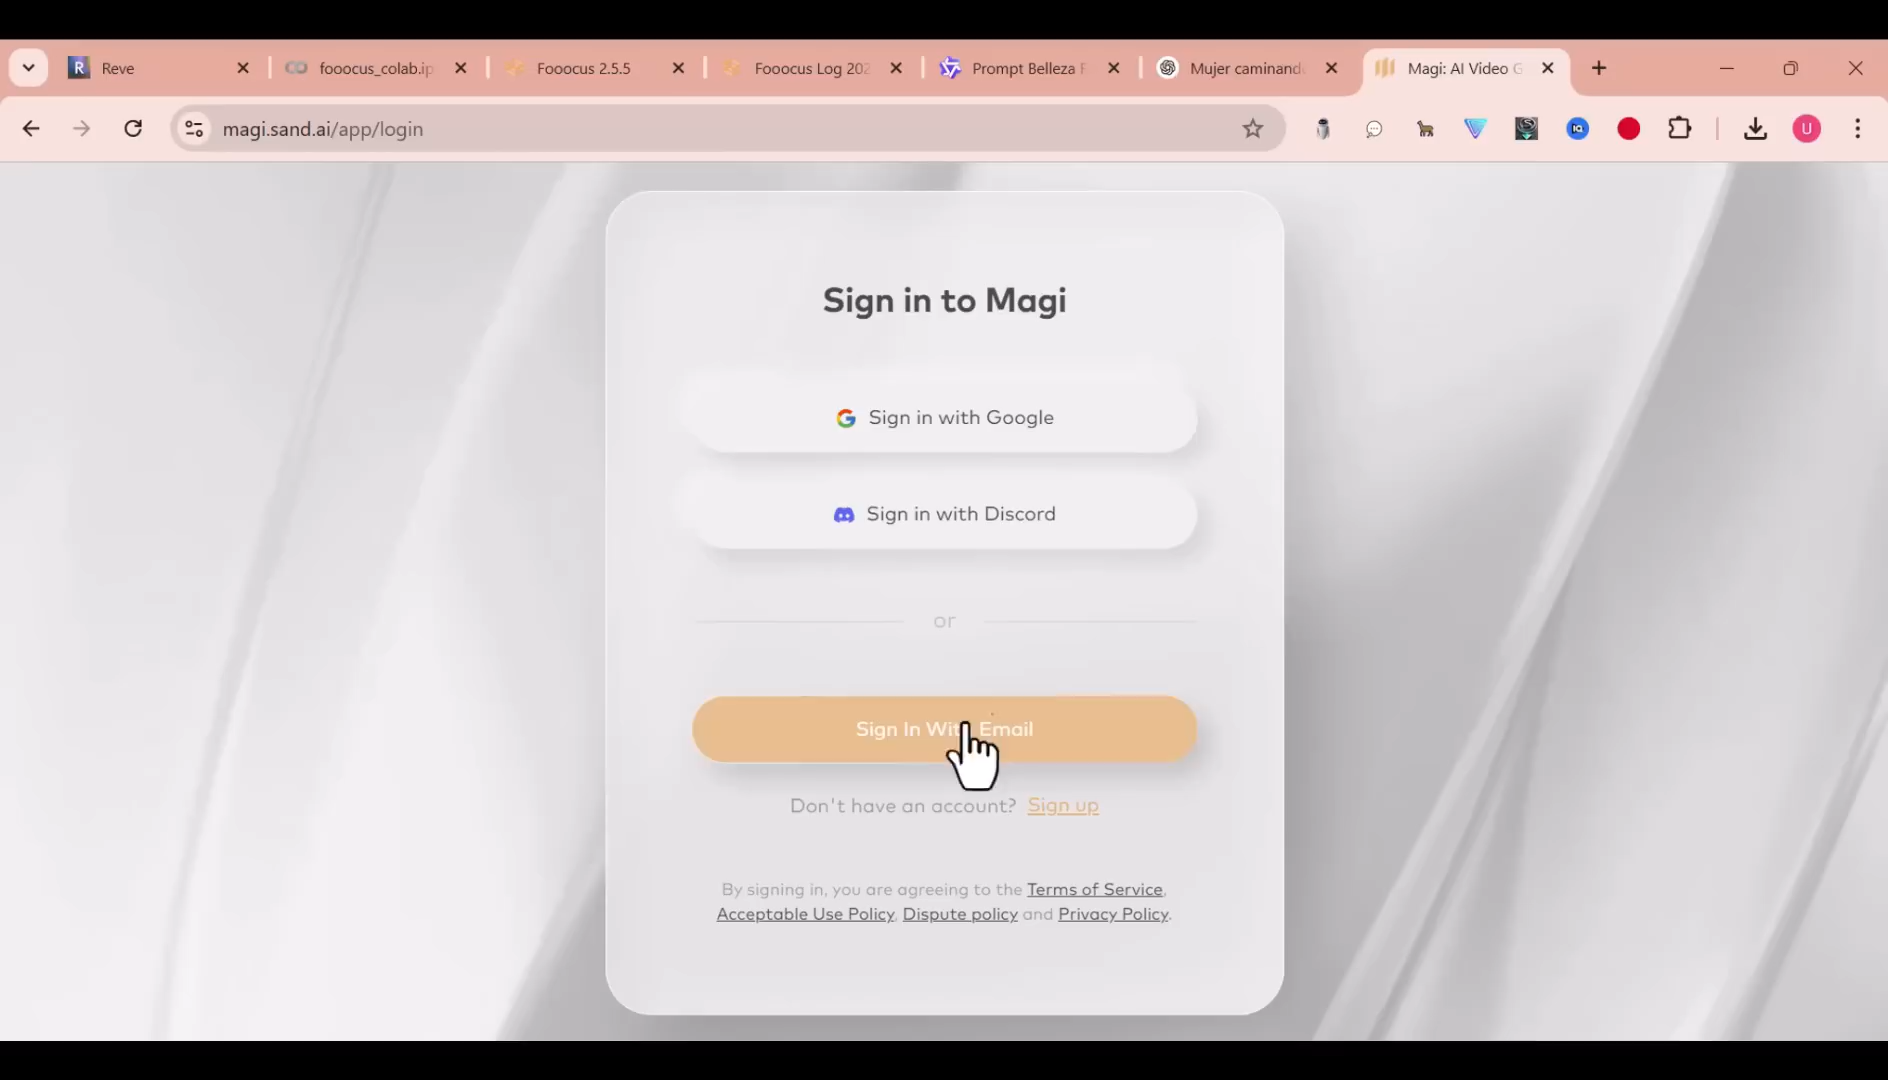 Reve
fooocus_colab.ip
Fooocus 2.5.5
Fooocus Log 202
Prompt Belleza F
Mujer caminand
Magi: AI Video G
magi.sand.ai/app/login
U
Sign in to Magi
Sign in with Google
Sign in with Discord
or
Sign In With Email
Don't have an account? Sign up
By signing in, you are agreeing to the Terms of Service,
Acceptable Use Policy, Dispute policy and Privacy Policy.